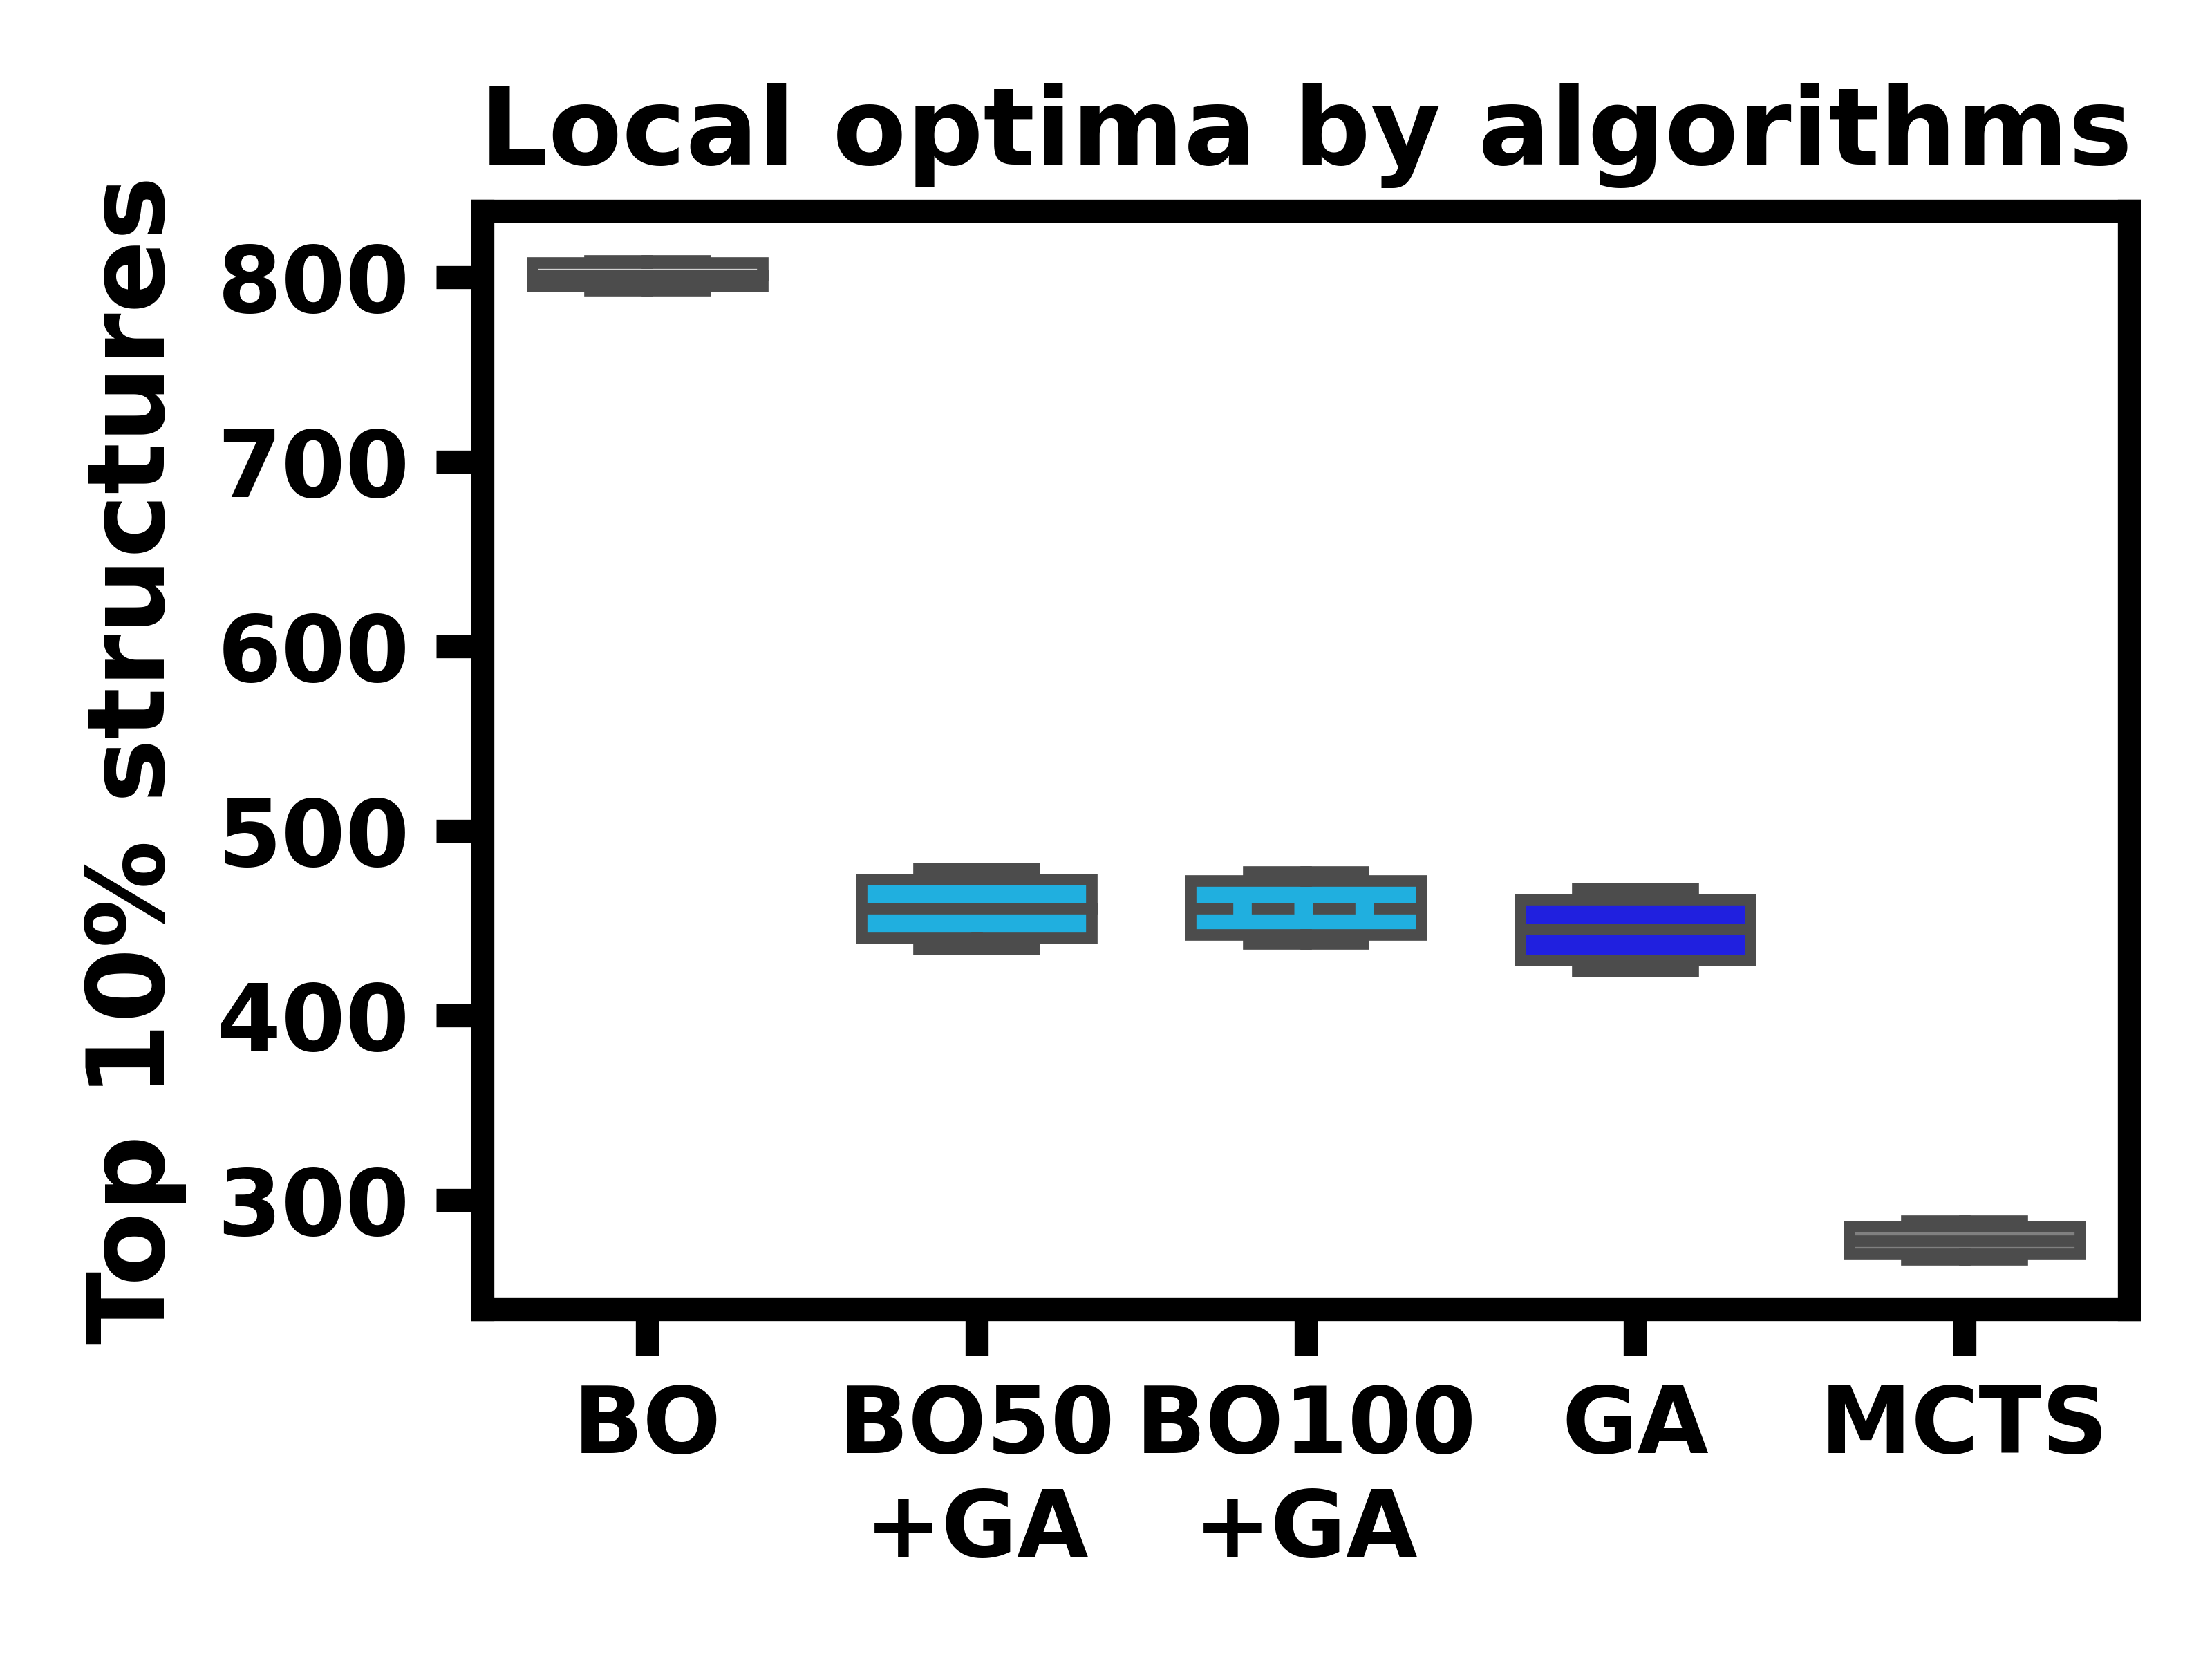 Local optima by algorithms
Top 10% structures
800
700
600
500
400
300
BO
BO50
+GA
BO100
+GA
GA
MCTS